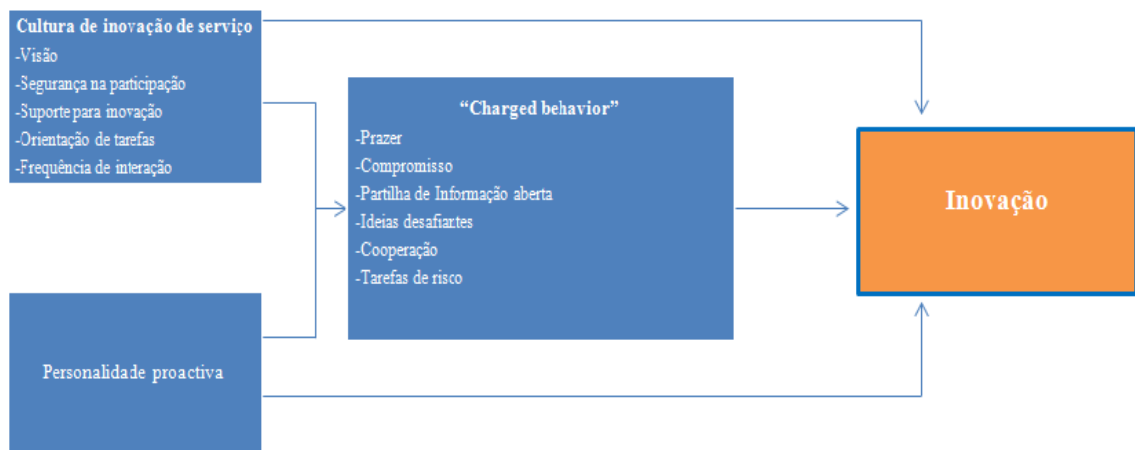 Cultura de inovação de serviço
-Visão
-Segurança na participação
-Suporte para inovação
-Orientação de tarefas
-Frequência de interação
“Charged behavior”
-Prazer
-Compromisso
-Partilha de Informação aberta
-Ideias desafiantes
-Cooperação
-Tarefas de risco
Inovação
Personalidade proactiva